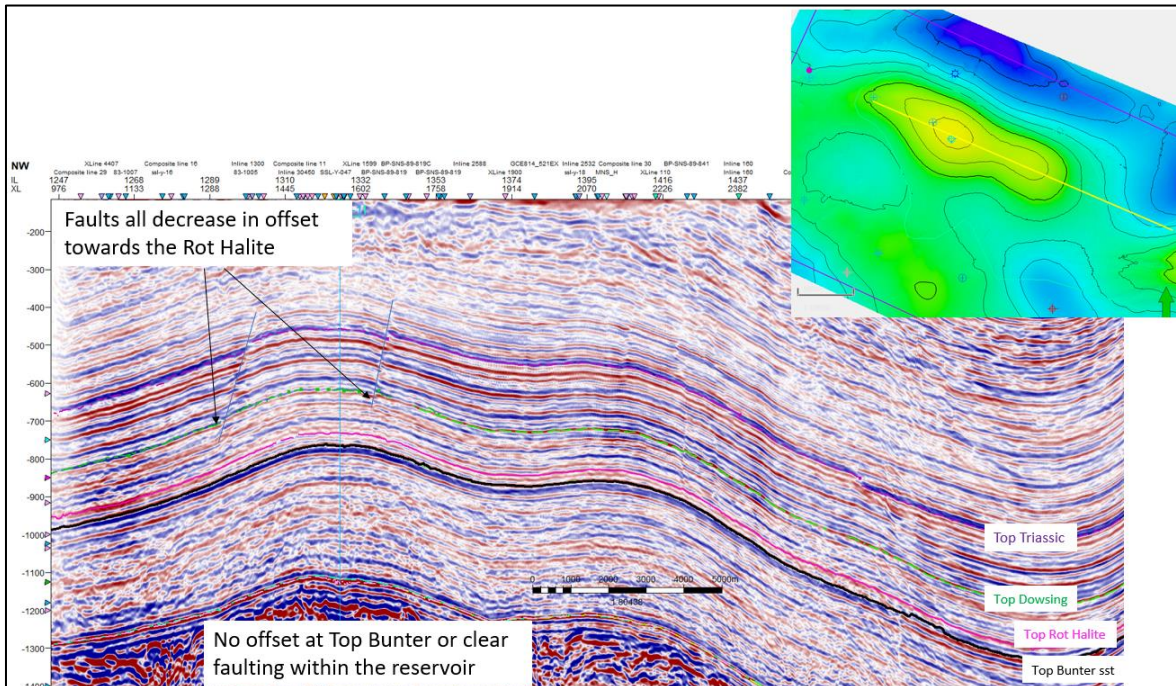 XLine 4407 Composite line 16 Inline 1300 Composite line 11 XLine 1599 BP-SNS-89-819C Inline 2588 GCE814_521EX Inline 2532 Composite line 30 BP-SNS-89-841 Inline 160
NW Composite line 29 83-1007 ssl-y-16 83-1005 Inline 30450 SSL-Y-047 BP-SNS-89-819 BP-SNS-89-819 XLine 1900 ssl-y-18 MNS_H XLine 110 Inline 160
IL 1247 1268 1289 1310 1332 1353 1374 1395 1416 1437
XL 976 1133 1288 1445 1602 1758 1914 2070 2226 2382
Faults all decrease in offset
towards the Rot Halite
-200
-300
-400
-500
-600
-700
-800
-900
-1000
-1100
-1200
-1300
0 1000 2000 3000 4000 5000m
Top Triassic
Top Dowsing
Top Rot Halite
Top Bunter sst
No offset at Top Bunter or clear
faulting within the reservoir